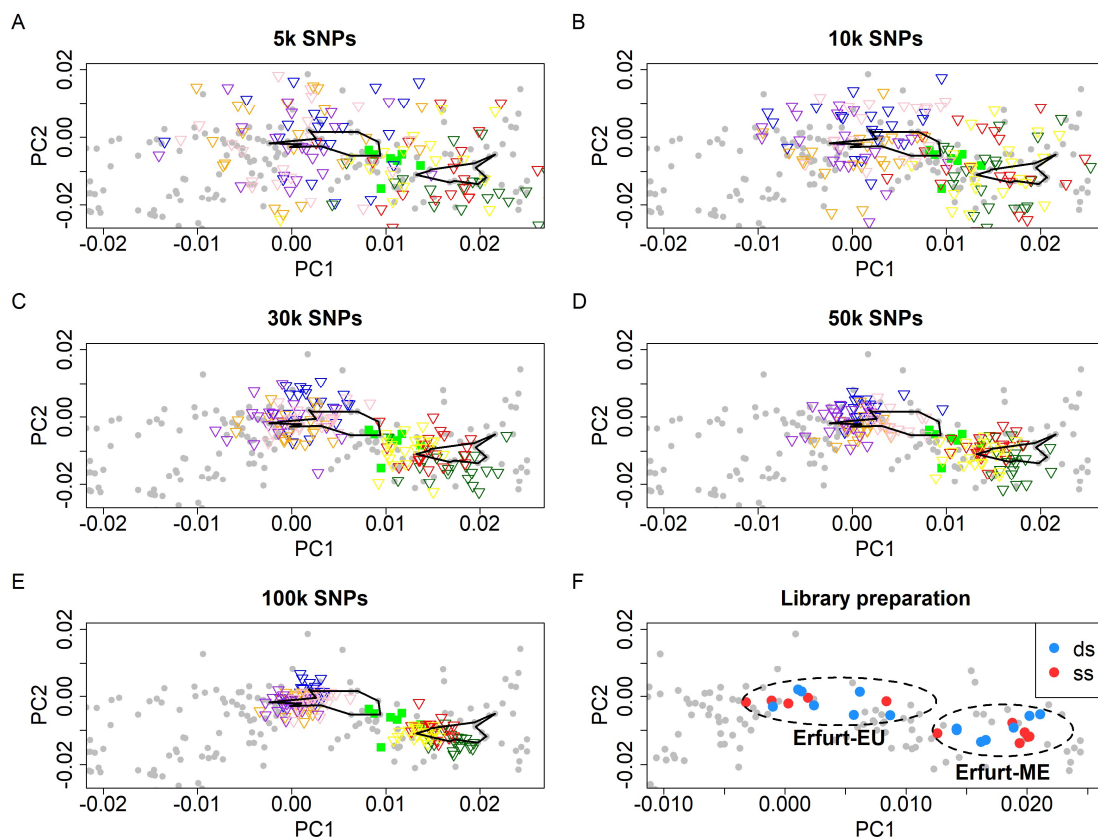 A
5k SNPs
PC2
0.02
0.00
-0.02
-0.02 -0.01 0.00 0.01 0.02
PC1
B
10k SNPs
PC2
0.02
0.00
-0.02
-0.02 -0.01 0.00 0.01 0.02
PC1
C
30k SNPs
PC2
0.02
0.00
-0.02
-0.02 -0.01 0.00 0.01 0.02
PC1
D
50k SNPs
PC2
0.02
0.00
-0.02
-0.02 -0.01 0.00 0.01 0.02
PC1
E
100k SNPs
PC2
0.02
0.00
-0.02
-0.02 -0.01 0.00 0.01 0.02
PC1
F
Library preparation
PC2
0.02
0.00
-0.02
ds
ss
Erfurt-EU
Erfurt-ME
-0.010 0.000 0.010 0.020
PC1